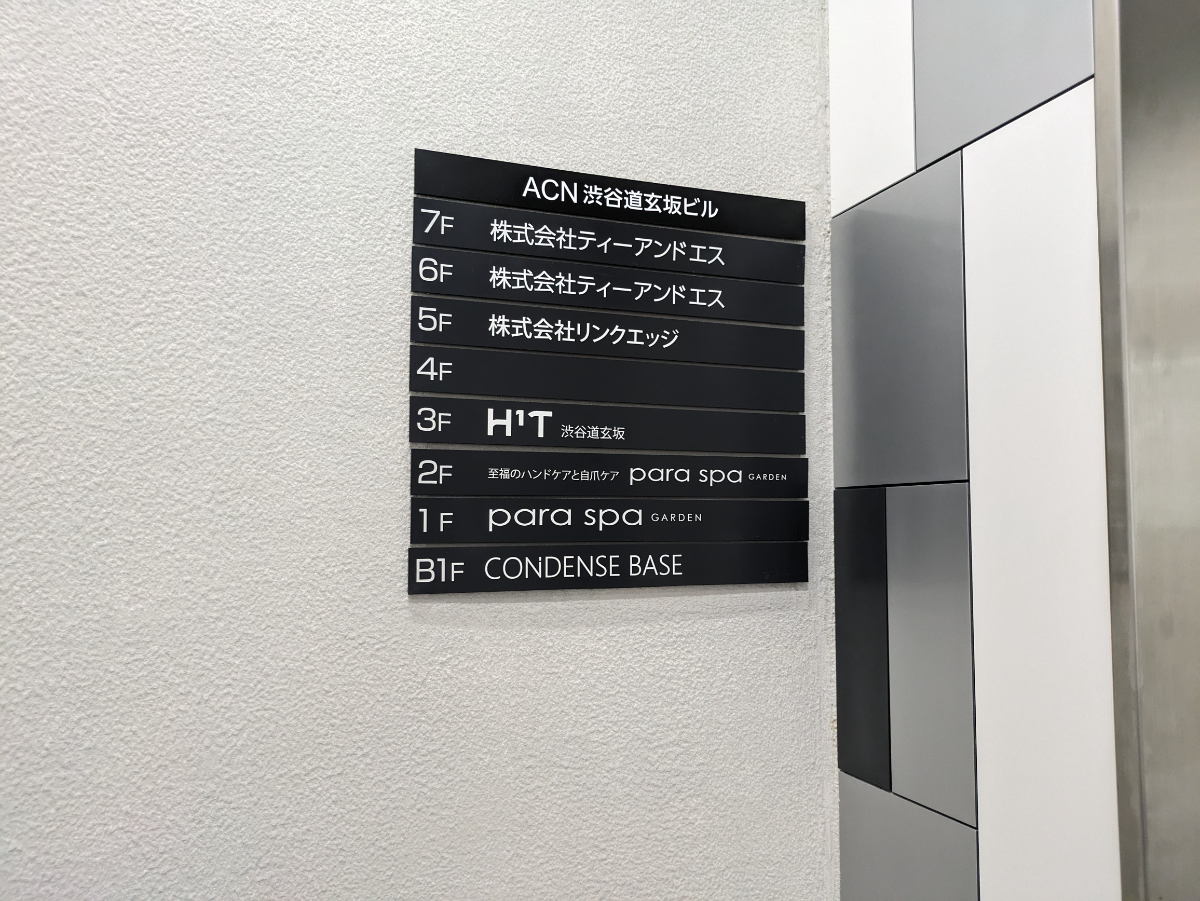 ACN 渋谷道玄坂ビル
7F 株式会社ティーアンドエス
6F 株式会社ティーアンドエス
5F 株式会社リンクエッジ
4F
3F H¹T 渋谷道玄坂
2F 至福のハンドケアと自爪ケア para spa GARDEN
1F para spa GARDEN
B1F CONDENSE BASE